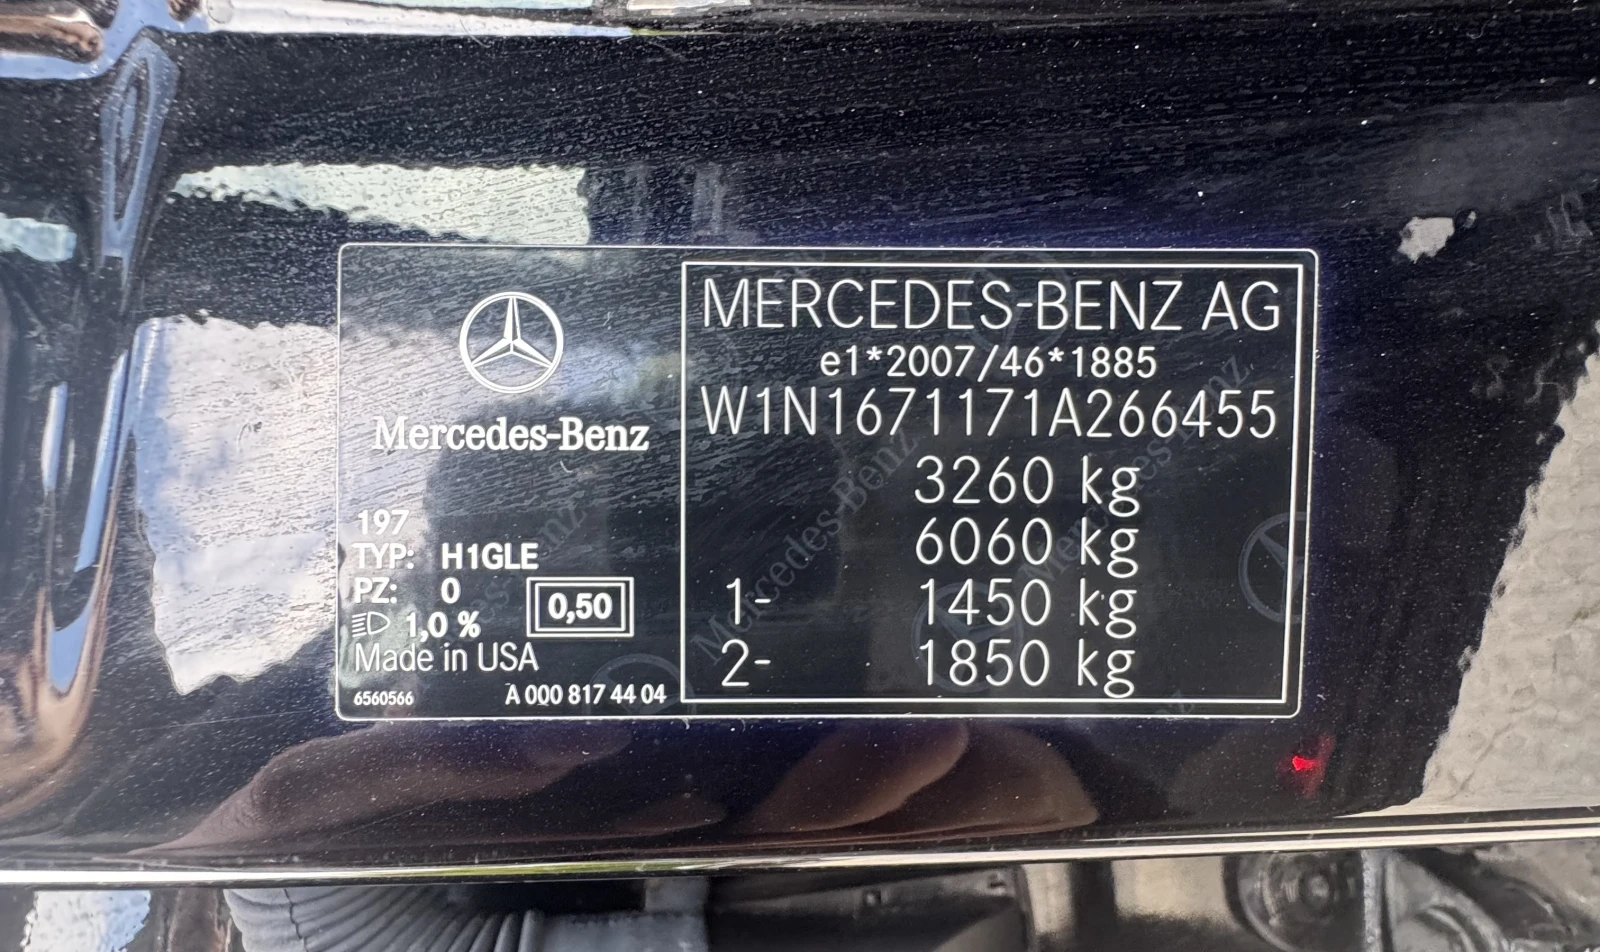 MERCEDES-BENZ AG
e1*2007/46*1885
W1N1671171A266455
3260 kg
6060 kg
1- 1450 kg
2- 1850 kg
Mercedes-Benz
197
TYP: H1GLE
PZ: 0
1,0 %
0,50
Made in USA
6560566 A 000 817 44 04